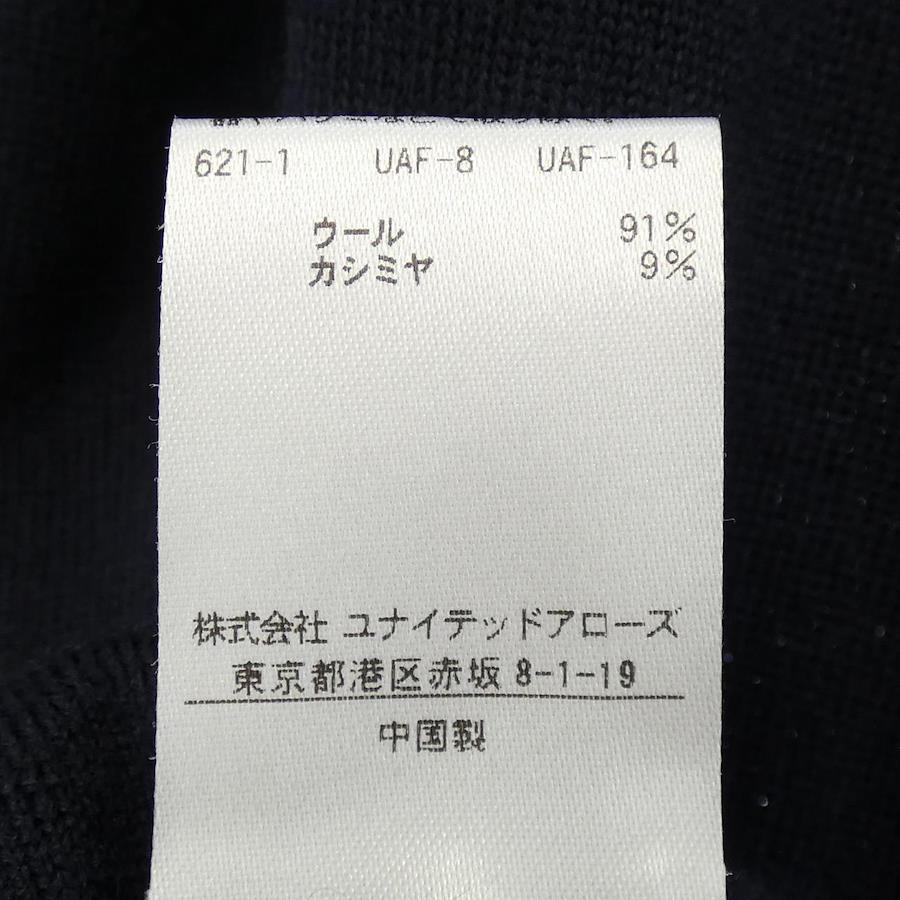 621-1 UAF-8 UAF-164
ウール 91%
カシミヤ 9%
株式会社 ユナイテッドアローズ
東京都港区赤坂 8-1-19
中国製